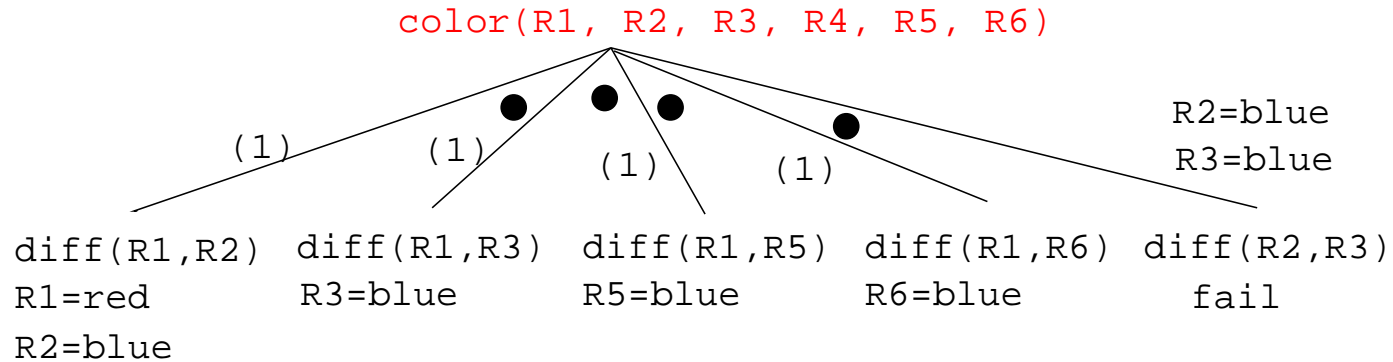 color(R1, R2, R3, R4, R5, R6)
R2=blue
R3=blue
(1)
(1)
(1)
(1)
diff(R1,R2)
R1=red
R2=blue
diff(R1,R3)
R3=blue
diff(R1,R5)
R5=blue
diff(R1,R6)
R6=blue
diff(R2,R3)
fail